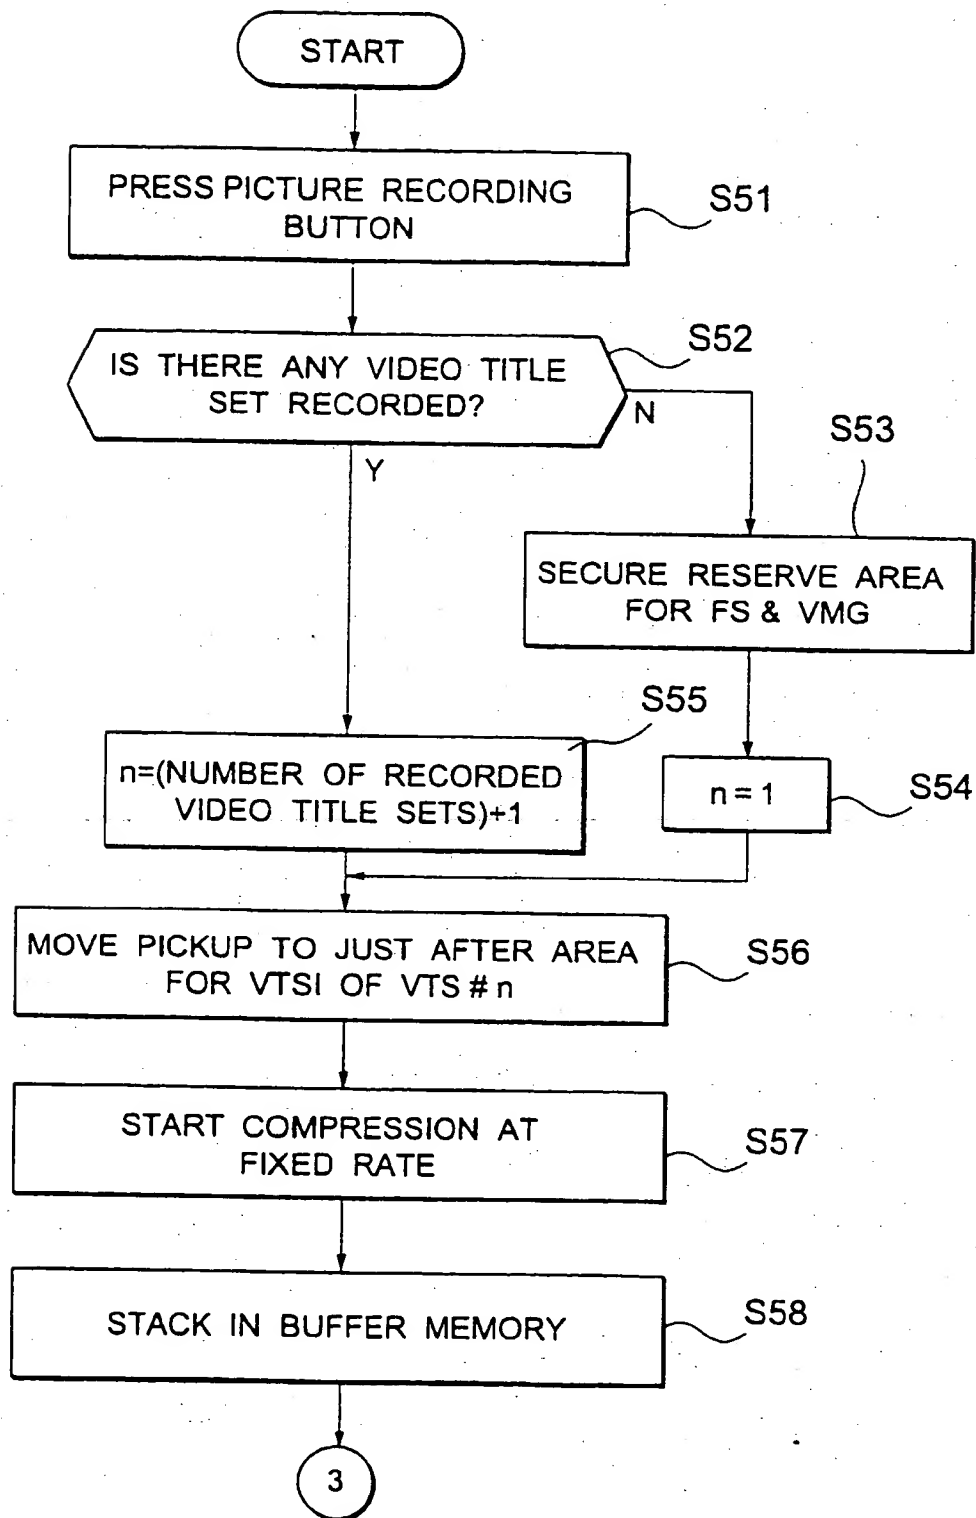 START
PRESS PICTURE RECORDING
BUTTON
S51
IS THERE ANY VIDEO TITLE
SET RECORDED?
S52
N
Y
S53
SECURE RESERVE AREA
FOR FS & VMG
S55
n=(NUMBER OF RECORDED
VIDEO TITLE SETS)+1
n = 1
S54
MOVE PICKUP TO JUST AFTER AREA
FOR VTSI OF VTS # n
S56
START COMPRESSION AT
FIXED RATE
S57
STACK IN BUFFER MEMORY
S58
3